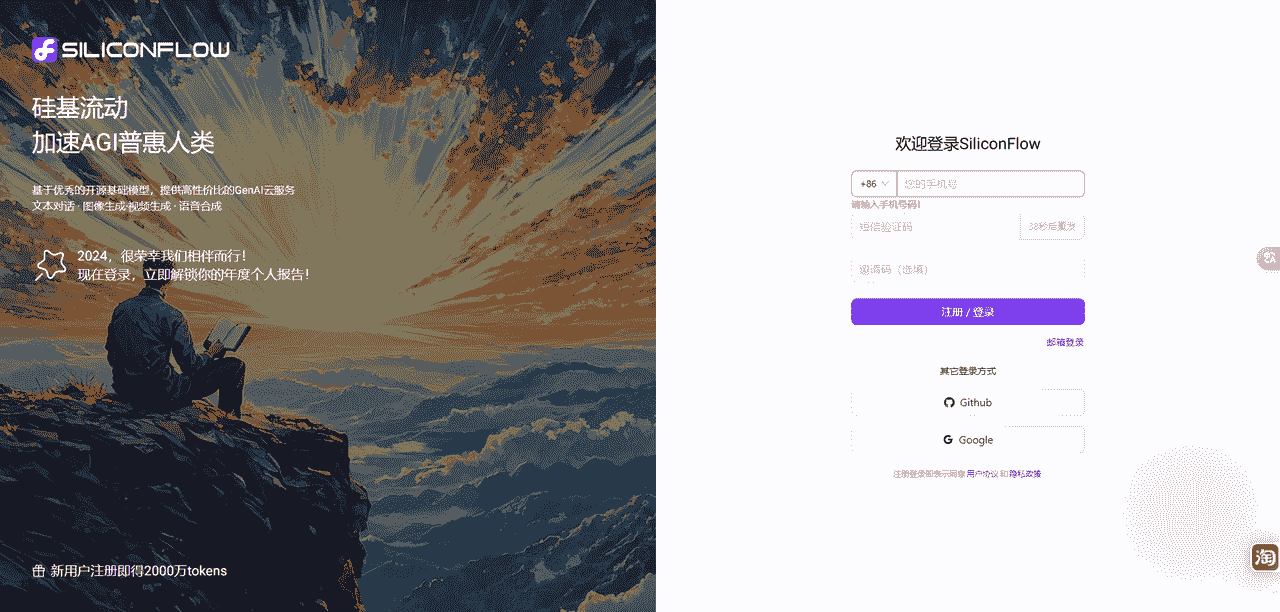 SILICONFLOW
硅基流动
加速AGI普惠人类
基于优秀的开源基础模型，提供高性价比的GenAI云服务
文本对话 · 图像生成·视频生成 · 语音合成
2024，很荣幸我们相伴而行！
现在登录，立即解锁你的年度个人报告！
新用户注册即得2000万tokens
欢迎登录SiliconFlow
+86 您的手机号
请输入手机号码！
短信验证码 38秒后重发
邀请码（选填）
注册 / 登录
邮箱登录
其它登录方式
Github
Google
注册登录即表示同意 用户协议 和 隐私政策
淘